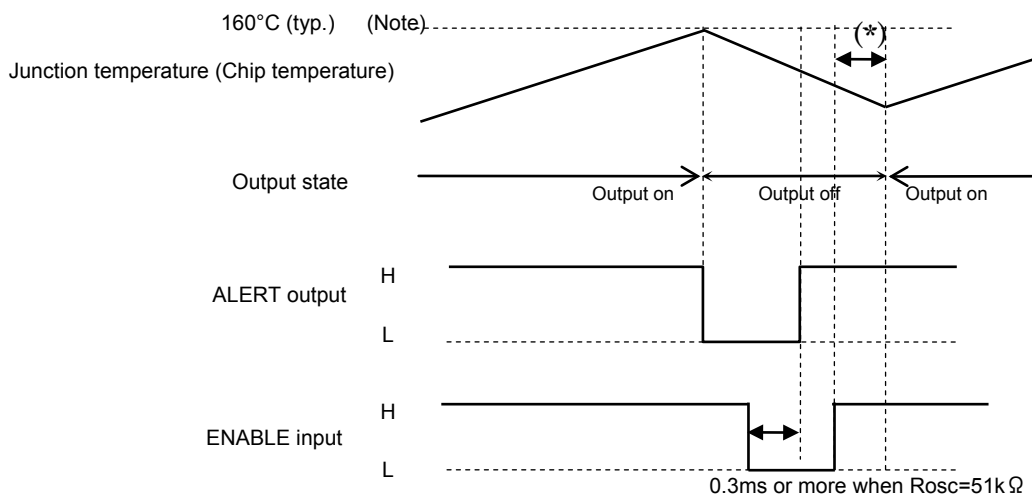 160°C (typ.) (Note)
(*)
Junction temperature (Chip temperature)
Output state
Output on
Output off
Output on
H
ALERT output
L
H
ENABLE input
L
0.3ms or more when Rosc=51kΩ